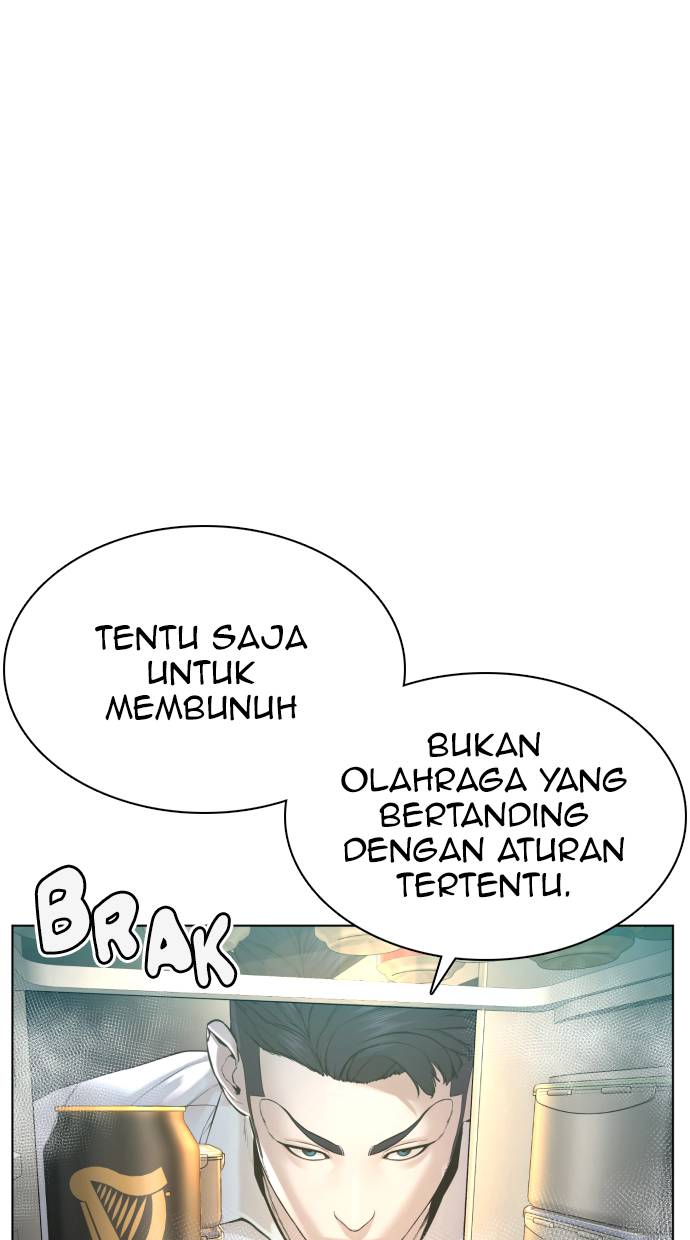 TENTU SAJA
UNTUK
MEMBUNUH
BUKAN
OLAHRAGA YANG
BERTANDING
DENGAN ATURAN
TERTENTU.
BRAK